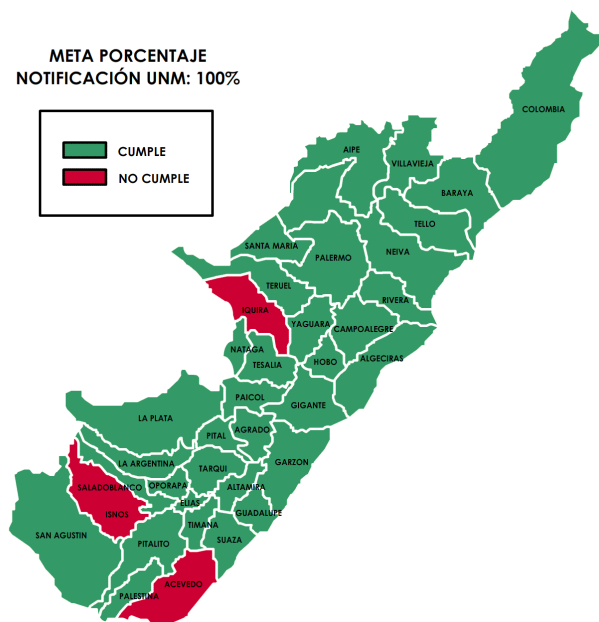 META PORCENTAJE
NOTIFICACIÓN UNM: 100%
CUMPLE
NO CUMPLE
COLOMBIA
AIPE
VILLAVIEJA
BARAYA
TELLO
SANTA MARIA
NEIVA
PALERMO
TERUEL
RIVERA
IQUIRA
YAGUARA
CAMPOALEGRE
NATAGA
HOBO
ALGECIRAS
TESALIA
PAICOL
GIGANTE
LA PLATA
PITAL
AGRADO
LA ARGENTINA
TARQUI
GARZON
SALADOBLANCO
OPORAPA
ALTAMIRA
ELIAS
ISNOS
GUADALUPE
TIMANA
SAN AGUSTIN
PITALITO
SUAZA
ACEVEDO
PALESTINA